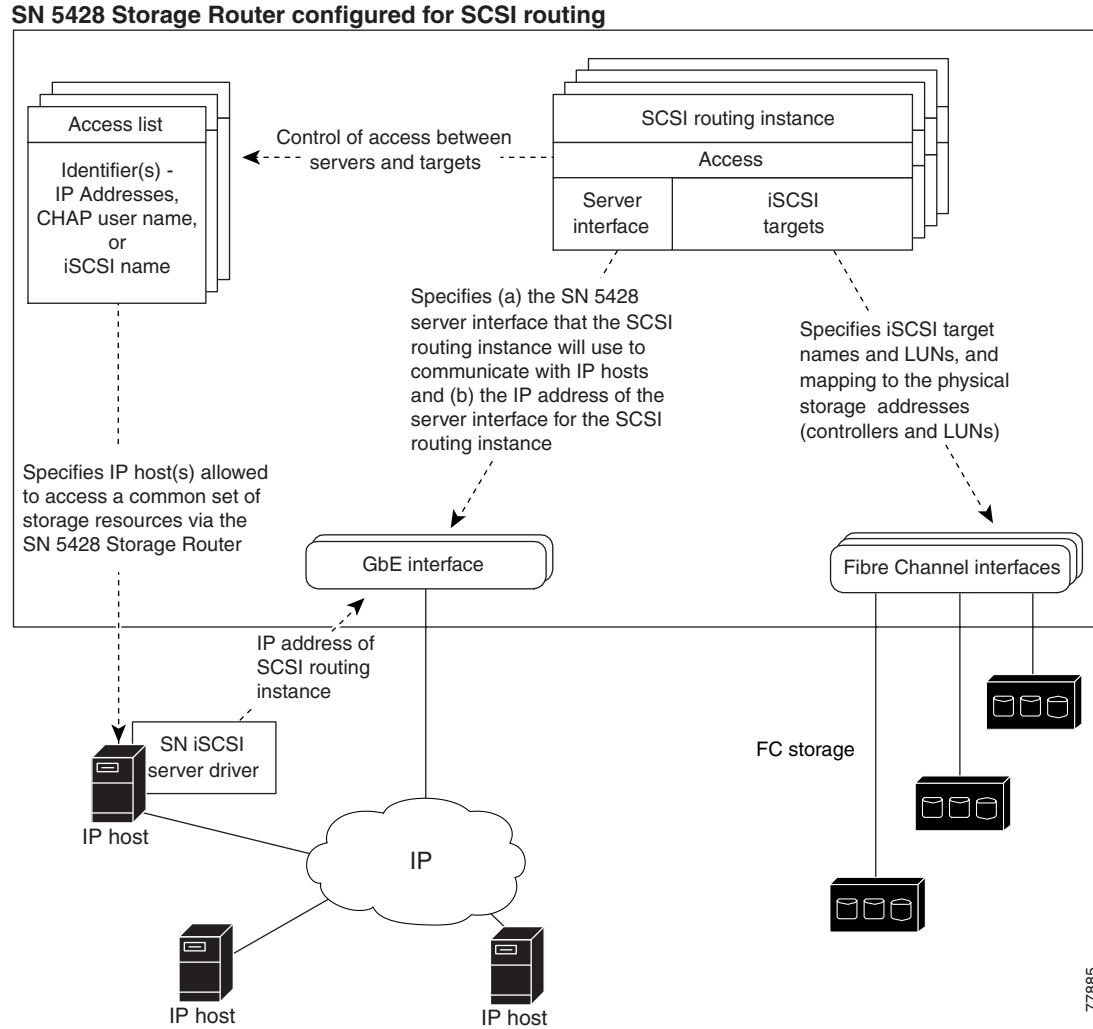 SN 5428 Storage Router configured for SCSI routing
Access list
Identifier(s) -
IP Addresses,
CHAP user name,
or
iSCSI name
Control of access between
servers and targets
SCSI routing instance
Access
Server
interface
iSCSI
targets
Specifies (a) the SN 5428
server interface that the SCSI
routing instance will use to
communicate with IP hosts
and (b) the IP address of the
server interface for the SCSI
routing instance
Specifies iSCSI target
names and LUNs, and
mapping to the physical
storage addresses
(controllers and LUNs)
Specifies IP host(s) allowed
to access a common set of
storage resources via the
SN 5428 Storage Router
GbE interface
Fibre Channel interfaces
IP address of
SCSI routing
instance
SN iSCSI
server driver
IP host
IP
FC storage
IP host
IP host
77885